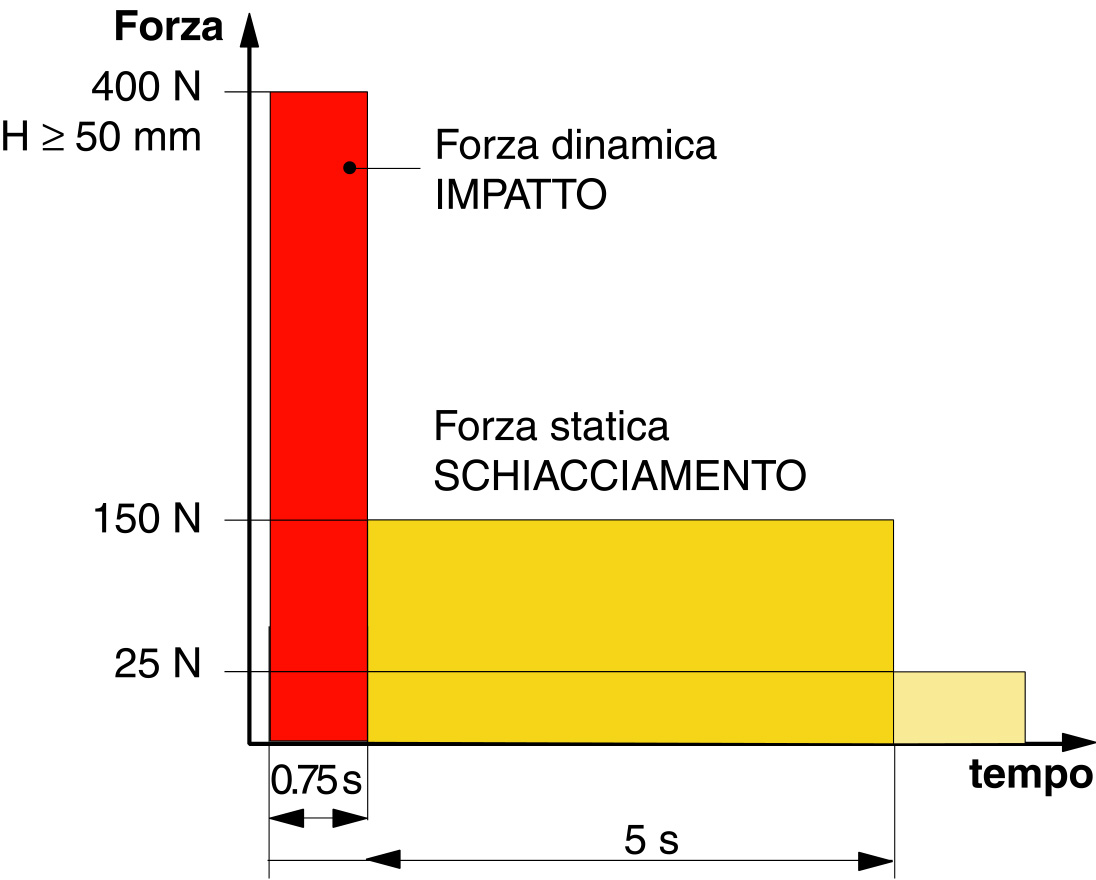 Forza
400 N
H ≥ 50 mm
Forza dinamica
IMPATTO
Forza statica
SCHIACCIAMENTO
150 N
25 N
tempo
0.75 s
5 s